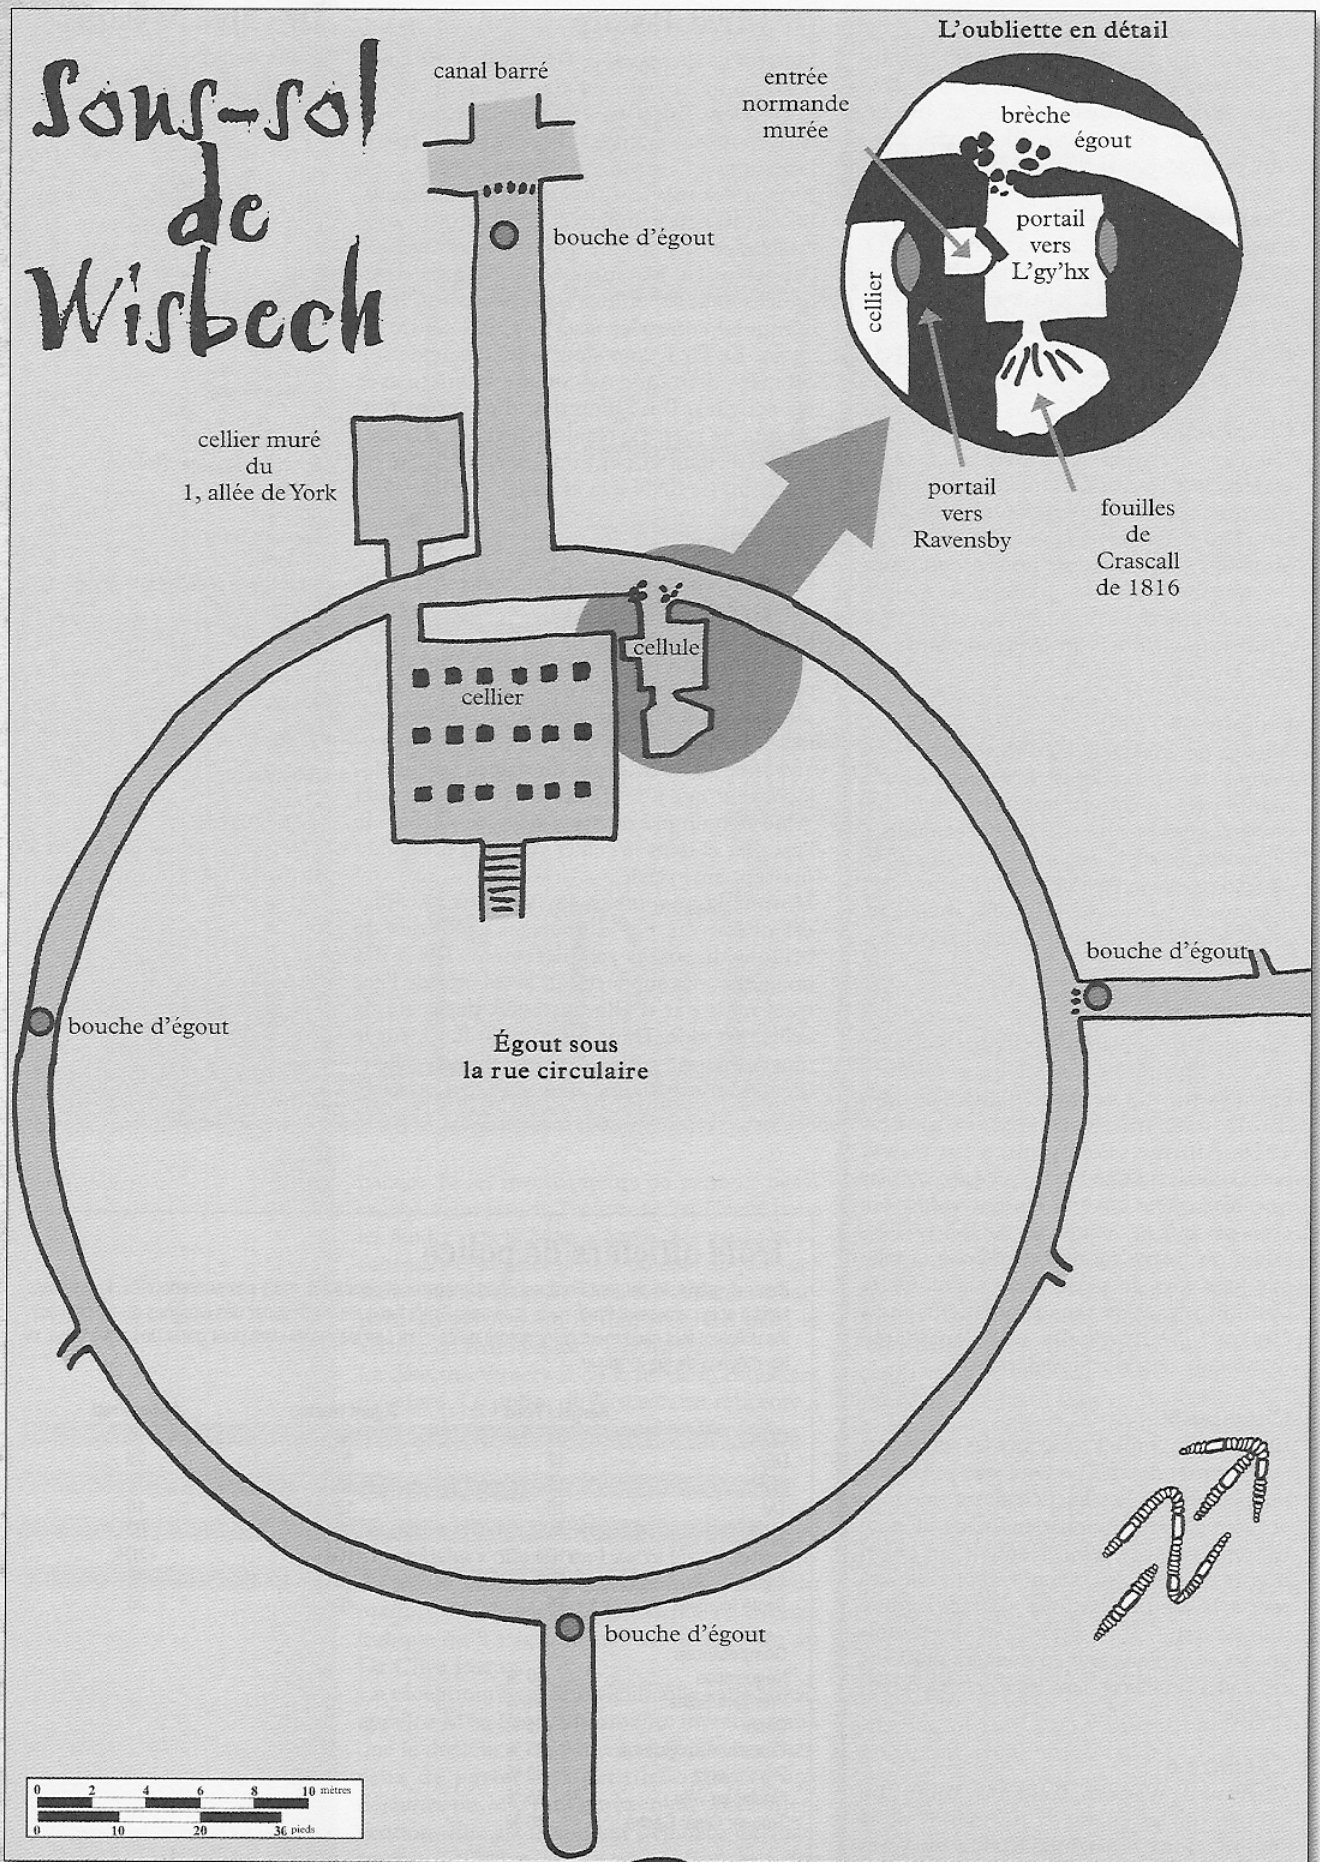 Sous-sol
de
Wisbech
canal barré
bouche d'égout
L'oubliette en détail
entrée
normande
murée
brèche
égout
portail
vers
L'gy'hx
cellier
portail
vers
Ravensby
fouilles
de
Crascall
de 1816
cellier muré
du
1, allée de York
cellule
cellier
bouche d'égout
bouche d'égout
Égout sous
la rue circulaire
bouche d'égout
N
0 2 4 6 8 10 mètres
0 10 20 36 pieds